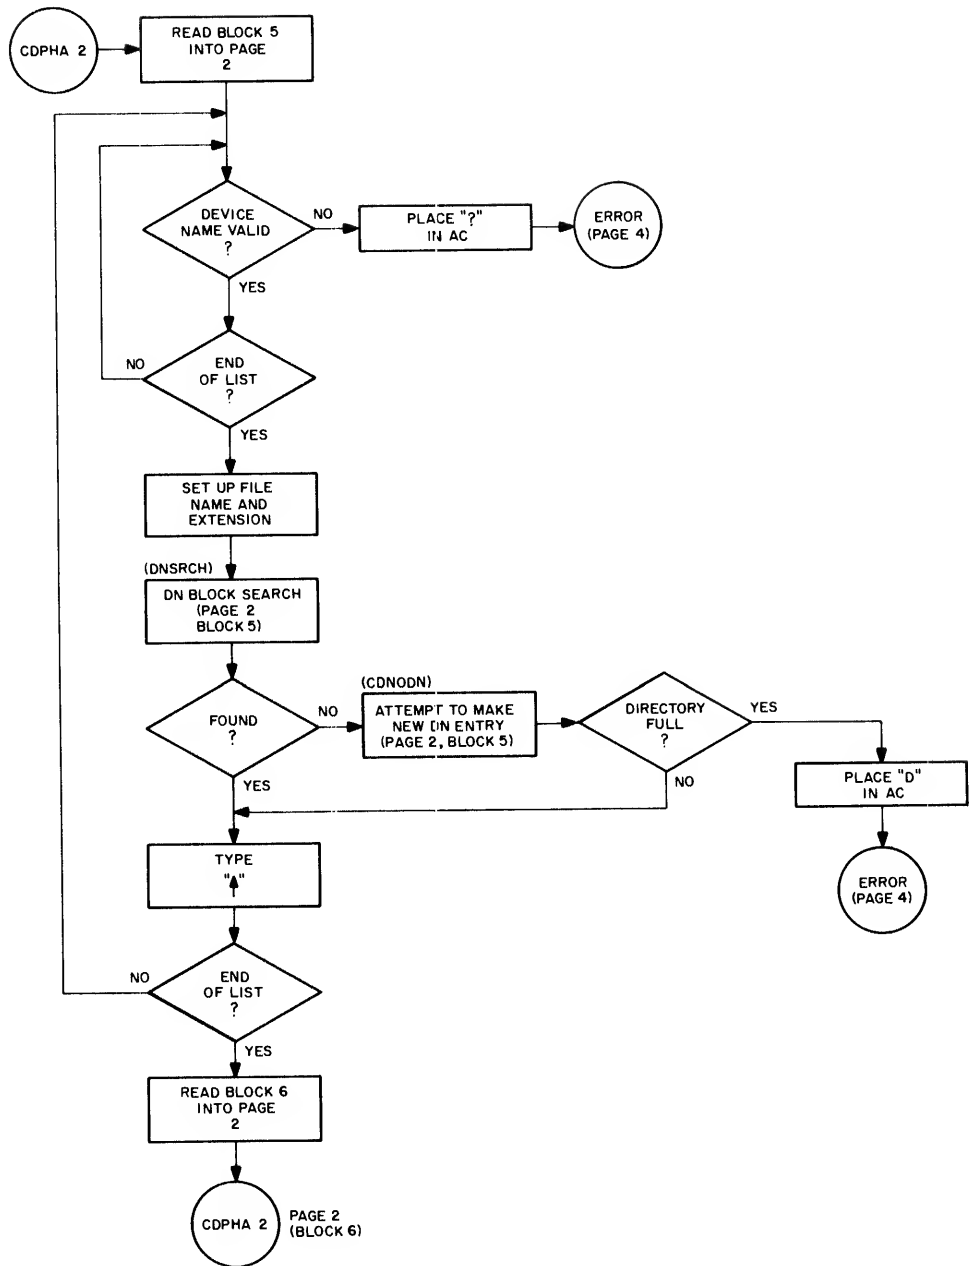 CDPHA 2
READ BLOCK 5
INTO PAGE
2
DEVICE
NAME VALID
?
NO
PLACE "?"
IN AC
ERROR
(PAGE 4)
YES
END
OF LIST
?
NO
YES
SET UP FILE
NAME AND
EXTENSION
(DNSRCH)
DN BLOCK SEARCH
(PAGE 2
BLOCK 5)
FOUND
?
NO
(CDNODN)
ATTEMPT TO MAKE
NEW DN ENTRY
(PAGE 2, BLOCK 5)
DIRECTORY
FULL
?
YES
NO
PLACE "D"
IN AC
ERROR
(PAGE 4)
YES
TYPE
"↑"
END
OF LIST
?
NO
YES
READ BLOCK 6
INTO PAGE
2
CDPHA 2
PAGE 2
(BLOCK 6)